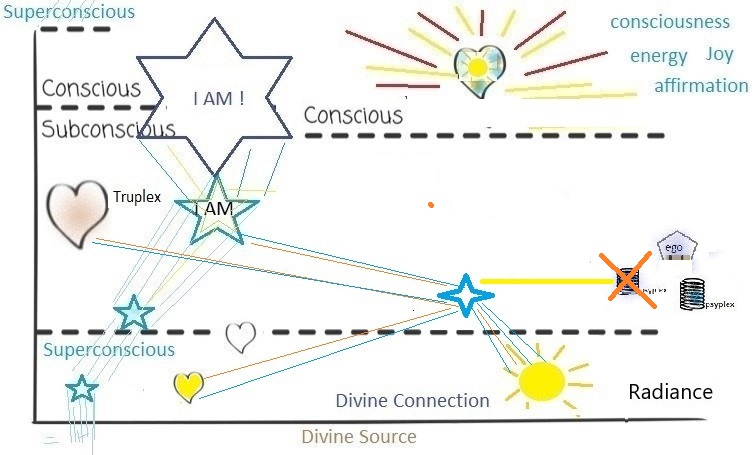 Superconscious
consciousness
energy Joy
affirmation
Conscious
I AM !
Conscious
Subconscious
Truplex
I AM
ego
psyplex
Superconscious
Radiance
Divine Connection
Divine Source